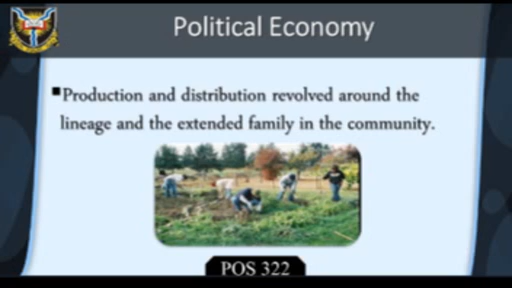 Political Economy
Production and distribution revolved around the
lineage and the extended family in the community.
POS 322